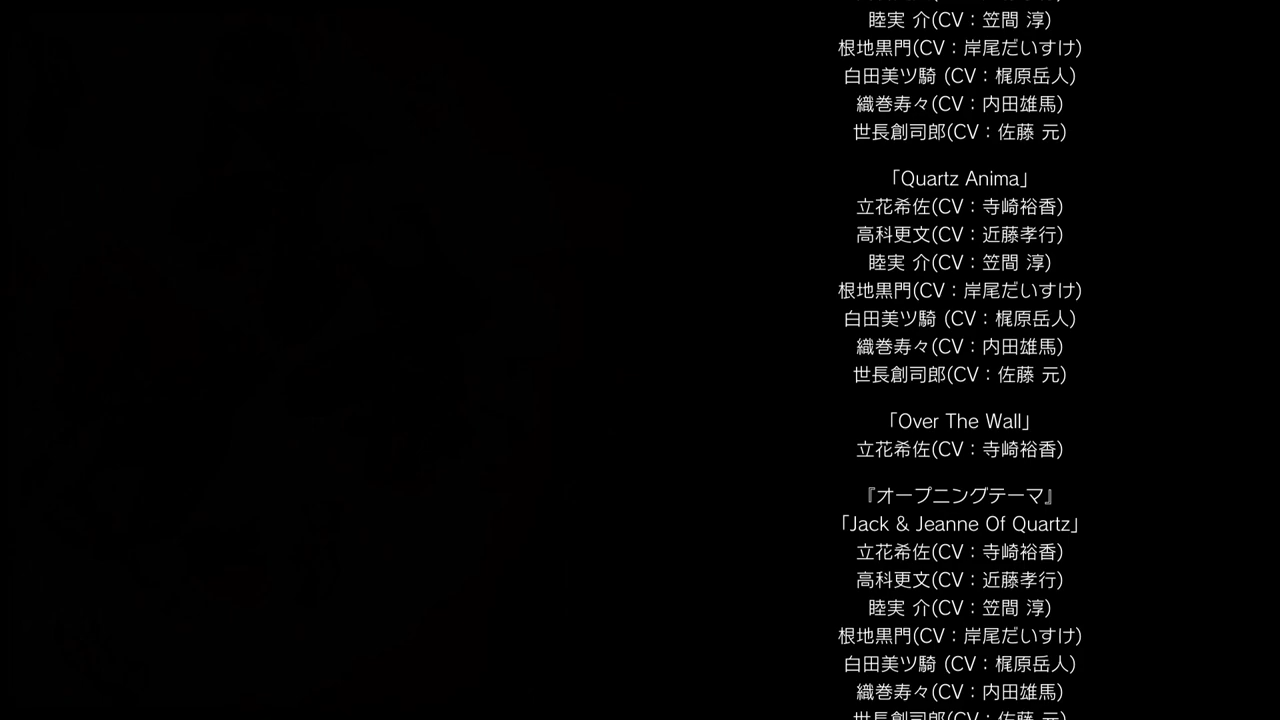 睦実 介(CV：笠間 淳)
根地黒門(CV：岸尾だいすけ)
白田美ツ騎 (CV：梶原岳人)
織巻寿々(CV：内田雄馬)
世長創司郎(CV：佐藤 元)
「Quartz Anima」
立花希佐(CV：寺崎裕香)
高科更文(CV：近藤孝行)
睦実 介(CV：笠間 淳)
根地黒門(CV：岸尾だいすけ)
白田美ツ騎 (CV：梶原岳人)
織巻寿々(CV：内田雄馬)
世長創司郎(CV：佐藤 元)
「Over The Wall」
立花希佐(CV：寺崎裕香)
『オープニングテーマ』
「Jack & Jeanne Of Quartz」
立花希佐(CV：寺崎裕香)
高科更文(CV：近藤孝行)
睦実 介(CV：笠間 淳)
根地黒門(CV：岸尾だいすけ)
白田美ツ騎 (CV：梶原岳人)
織巻寿々(CV：内田雄馬)
世長創司郎(CV：佐藤 元)